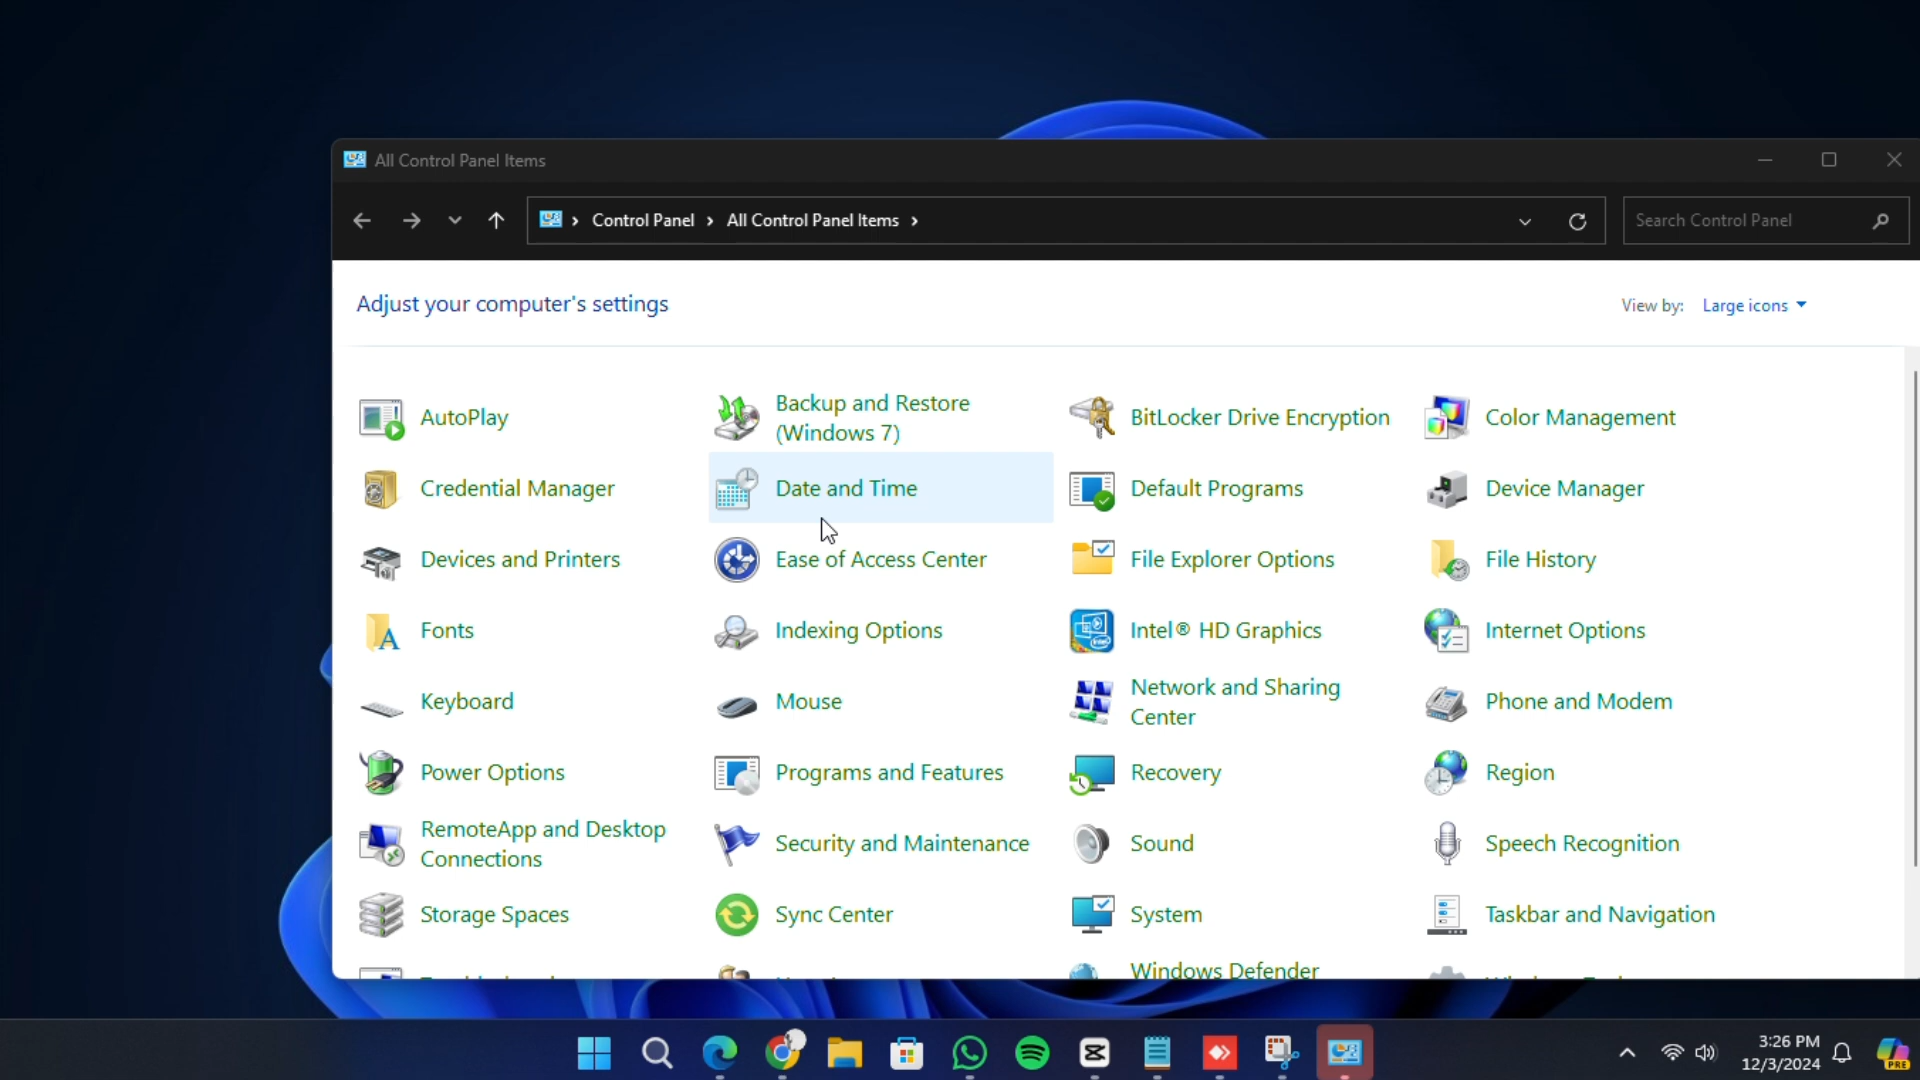 All Control Panel Items
Control Panel
All Control Panel Items
Search Control Panel
Adjust your computer's settings
View by:
Large icons
AutoPlay
Backup and Restore
(Windows 7)
BitLocker Drive Encryption
Color Management
Credential Manager
Date and Time
Default Programs
Device Manager
Devices and Printers
Ease of Access Center
File Explorer Options
File History
Fonts
Indexing Options
Intel® HD Graphics
Internet Options
Keyboard
Mouse
Network and Sharing
Center
Phone and Modem
Power Options
Programs and Features
Recovery
Region
RemoteApp and Desktop
Connections
Security and Maintenance
Sound
Speech Recognition
Storage Spaces
Sync Center
System
Taskbar and Navigation
Windows Defender
3:26 PM
12/3/2024
PRE